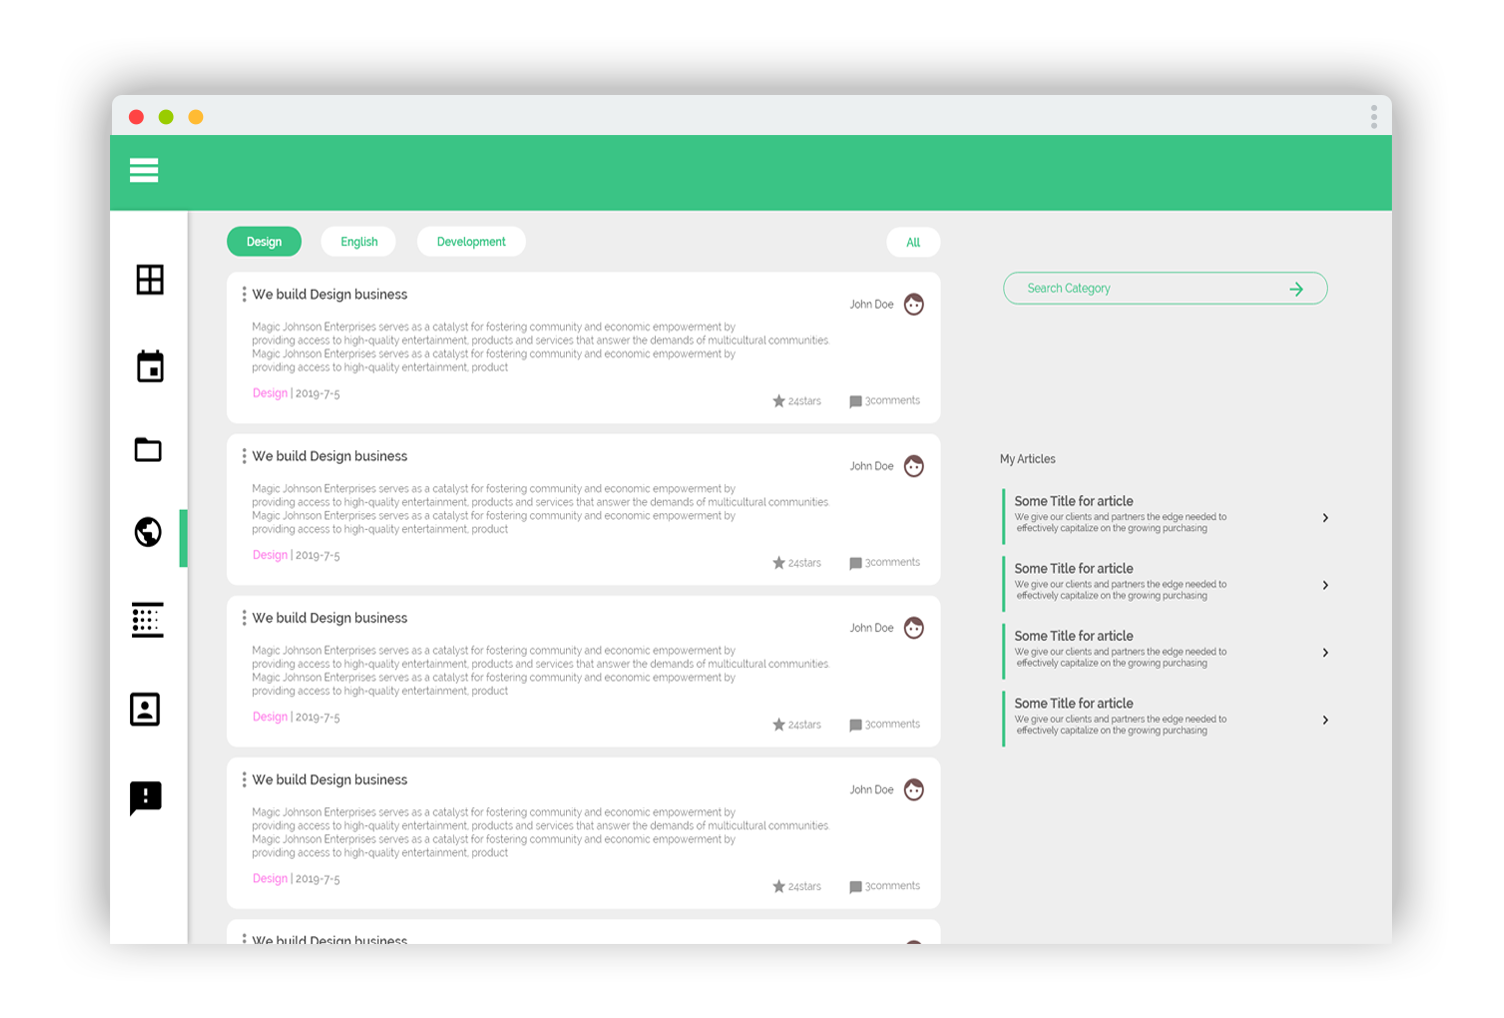 Design
English
Development
All
Search Category
We build Design business
John Doe
Magic Johnson Enterprises serves as a catalyst for fostering community and economic empowerment by
providing access to high-quality entertainment, products and services that answer the demands of multicultural communities.
Magic Johnson Enterprises serves as a catalyst for fostering community and economic empowerment by
providing access to high-quality entertainment, product
Design | 2019-7-5
24stars
3comments
We build Design business
John Doe
Magic Johnson Enterprises serves as a catalyst for fostering community and economic empowerment by
providing access to high-quality entertainment, products and services that answer the demands of multicultural communities.
Magic Johnson Enterprises serves as a catalyst for fostering community and economic empowerment by
providing access to high-quality entertainment, product
Design | 2019-7-5
24stars
3comments
We build Design business
John Doe
Magic Johnson Enterprises serves as a catalyst for fostering community and economic empowerment by
providing access to high-quality entertainment, products and services that answer the demands of multicultural communities.
Magic Johnson Enterprises serves as a catalyst for fostering community and economic empowerment by
providing access to high-quality entertainment, product
Design | 2019-7-5
24stars
3comments
We build Design business
John Doe
Magic Johnson Enterprises serves as a catalyst for fostering community and economic empowerment by
providing access to high-quality entertainment, products and services that answer the demands of multicultural communities.
Magic Johnson Enterprises serves as a catalyst for fostering community and economic empowerment by
providing access to high-quality entertainment, product
Design | 2019-7-5
24stars
3comments
We build Design business
My Articles
Some Title for article
We give our clients and partners the edge needed to
effectively capitalize on the growing purchasing
Some Title for article
We give our clients and partners the edge needed to
effectively capitalize on the growing purchasing
Some Title for article
We give our clients and partners the edge needed to
effectively capitalize on the growing purchasing
Some Title for article
We give our clients and partners the edge needed to
effectively capitalize on the growing purchasing